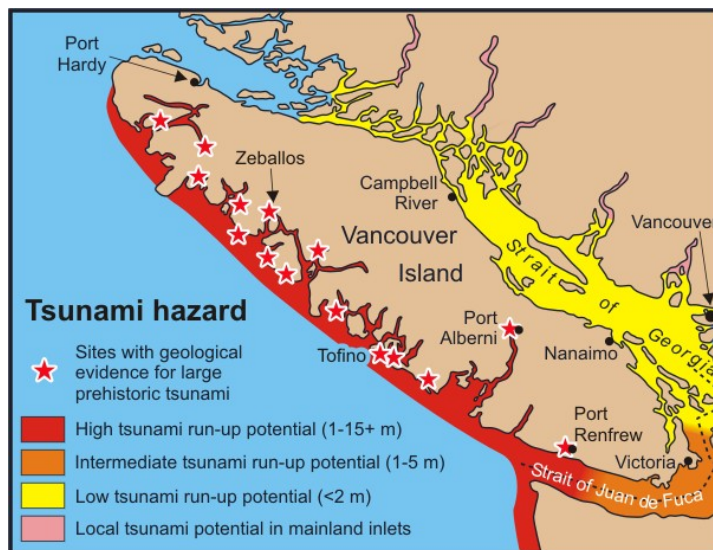 Port
Hardy
Zeballos
Campbell
River
Vancouver
Vancouver
Island
Strait of Georgia
Tsunami hazard
Port
Alberni
Nanaimo
Tofino
Sites with geological
evidence for large
prehistoric tsunami
Port
Renfrew
Victoria
High tsunami run-up potential (1-15+ m)
Intermediate tsunami run-up potential (1-5 m)
Strait of Juan de Fuca
Low tsunami run-up potential (<2 m)
Local tsunami potential in mainland inlets